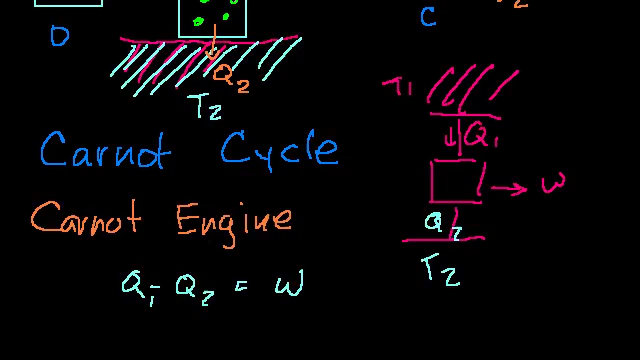 D
C
Q2
T2
T1
Q1
W
Carnot Cycle
Carnot Engine
Q2
T2
Q1 - Q2 = W